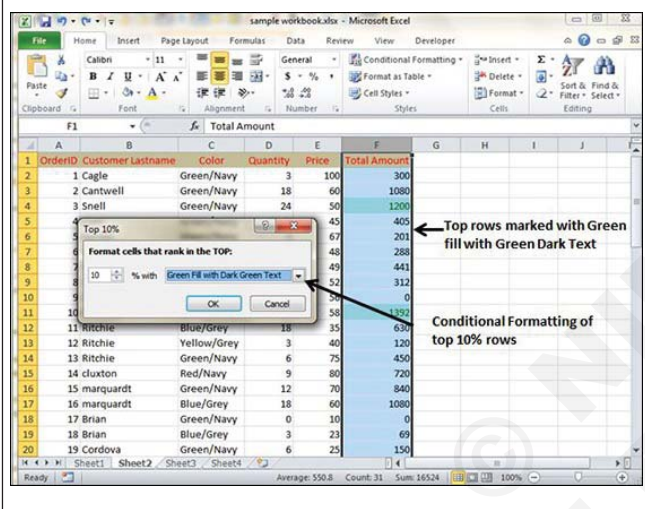 sample workbook.xlsx - Microsoft Excel
File Home Insert Page Layout Formulas Data Review View Developer
Calibri 11 General Conditional Formatting Insert
Paste B I U A Format as Table Delete Sort & Filter Find & Select
Cell Styles Format
Clipboard Font Alignment Number Styles Cells Editing
F1 fx Total Amount
A B C D E F G H I J
1 OrderID Customer Lastname Color Quantity Price Total Amount
2 1 Cagle Green/Navy 3 100 300
3 2 Cantwell Green/Navy 18 60 1080
4 3 Snell Green/Navy 24 50 1200
5 45 405
6 67 201
7 48 288
8 49 441
9 52 312
10 0
11 10 58 1392
12 11 Ritchie Blue/Grey 18 35 630
13 12 Ritchie Yellow/Grey 3 40 120
14 13 Ritchie Green/Navy 6 75 450
15 14 cluxton Red/Navy 9 80 720
16 15 marquardt Green/Navy 12 70 840
17 16 marquardt Blue/Grey 18 60 1080
18 17 Brian Green/Navy 0 10 0
19 18 Brian Blue/Grey 3 23 69
20 19 Cordova Green/Navy 6 25 150
Top 10%
Format cells that rank in the TOP:
10 % with Green Fill with Dark Green Text
OK Cancel
Top rows marked with Green
fill with Green Dark Text
Conditional Formatting of
top 10% rows
Sheet1 Sheet2 Sheet3 Sheet4
Ready Average: 550.8 Count: 31 Sum: 16524 100%